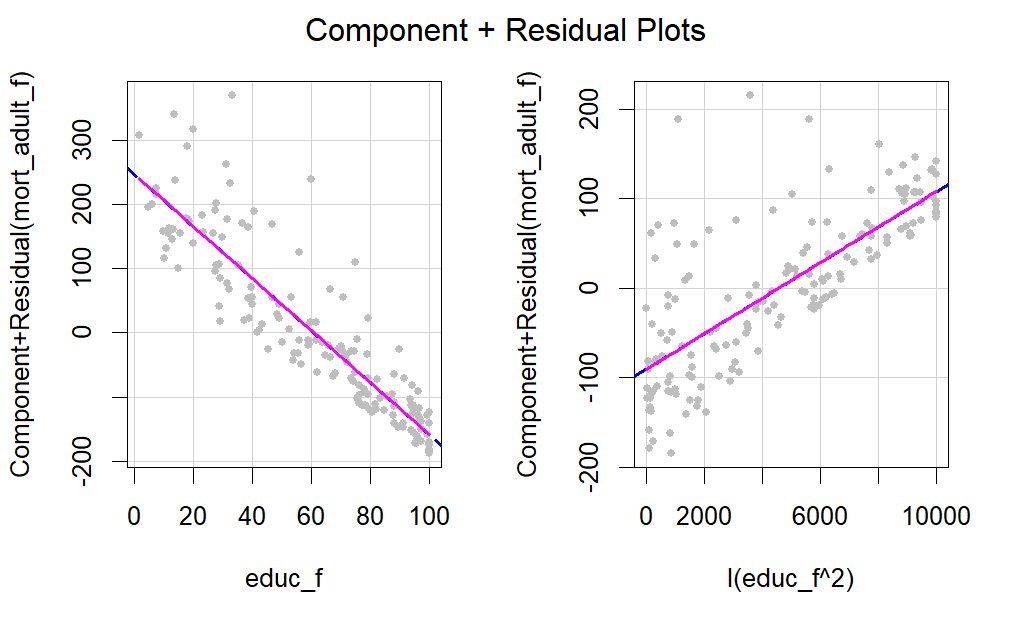 Component + Residual Plots
Component+Residual(mort_adult_f)
300
200
100
0
-200
0 20 40 60 80 100
educ_f
Component+Residual(mort_adult_f)
200
100
0
-100
-200
0 2000 6000 10000
I(educ_f^2)